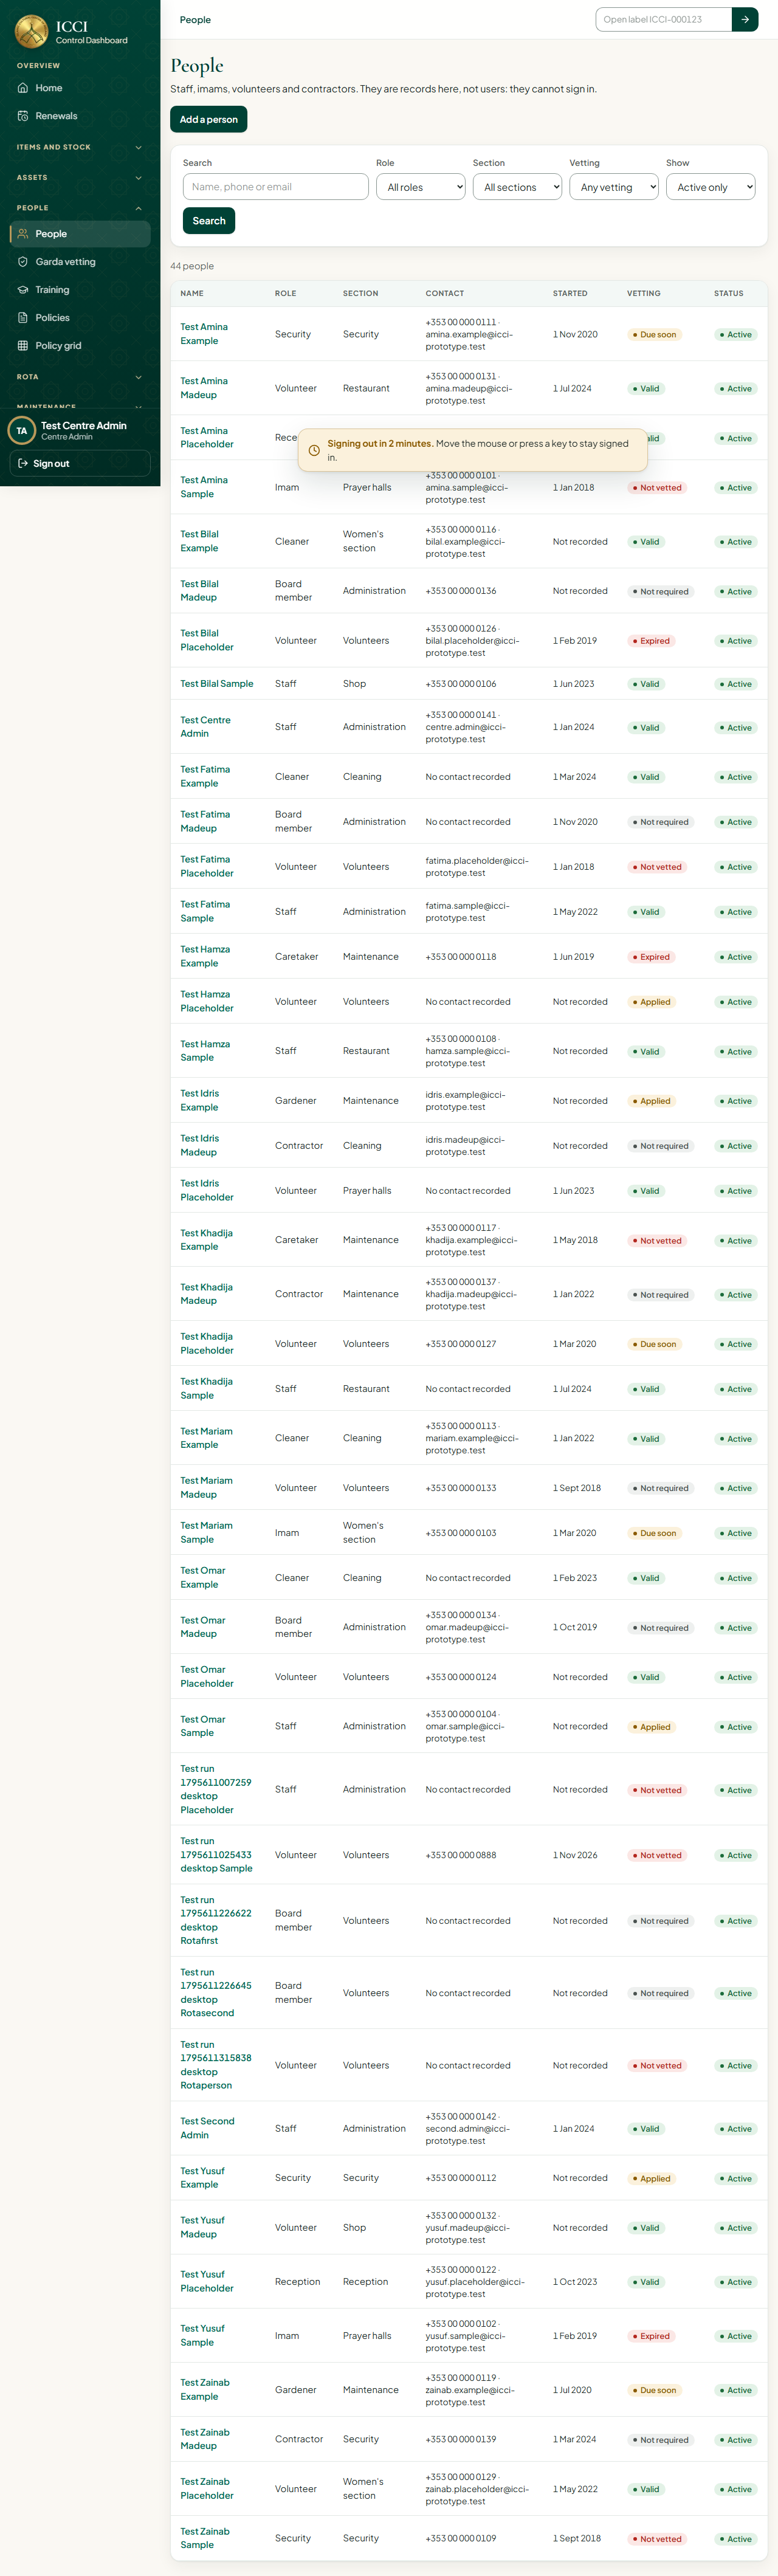 ICCI
Control Dashboard
OVERVIEW
Home
Renewals
ITEMS AND STOCK
ASSETS
PEOPLE
People
Garda vetting
Training
Policies
Policy grid
ROTA
MAINTENANCE
TA
Test Centre Admin
Centre Admin
Sign out
People
Open label ICCI-000123
People
Staff, imams, volunteers and contractors. They are records here, not users: they cannot sign in.
Add a person
Search Role Section Vetting Show
Name, phone or email All roles All sections Any vetting Active only
Search
44 people
NAME ROLE SECTION CONTACT STARTED VETTING STATUS
Test Amina Example Security Security +353 00 000 0111 · amina.example@icci-prototype.test 1 Nov 2020 Due soon Active
Test Amina Madeup Volunteer Restaurant +353 00 000 0131 · amina.madeup@icci-prototype.test 1 Jul 2024 Valid Active
Test Amina Placeholder Rece alid Active
Signing out in 2 minutes. Move the mouse or press a key to stay signed in.
Test Amina Sample Imam Prayer halls +353 00 000 0101 · amina.sample@icci-prototype.test 1 Jan 2018 Not vetted Active
Test Bilal Example Cleaner Women's section +353 00 000 0116 · bilal.example@icci-prototype.test Not recorded Valid Active
Test Bilal Madeup Board member Administration +353 00 000 0136 Not recorded Not required Active
Test Bilal Placeholder Volunteer Volunteers +353 00 000 0126 · bilal.placeholder@icci-prototype.test 1 Feb 2019 Expired Active
Test Bilal Sample Staff Shop +353 00 000 0106 1 Jun 2023 Valid Active
Test Centre Admin Staff Administration +353 00 000 0141 · centre.admin@icci-prototype.test 1 Jan 2024 Valid Active
Test Fatima Example Cleaner Cleaning No contact recorded 1 Mar 2024 Valid Active
Test Fatima Madeup Board member Administration No contact recorded 1 Nov 2020 Not required Active
Test Fatima Placeholder Volunteer Volunteers fatima.placeholder@icci-prototype.test 1 Jan 2018 Not vetted Active
Test Fatima Sample Staff Administration fatima.sample@icci-prototype.test 1 May 2022 Valid Active
Test Hamza Example Caretaker Maintenance +353 00 000 0118 1 Jun 2019 Expired Active
Test Hamza Placeholder Volunteer Volunteers No contact recorded Not recorded Applied Active
Test Hamza Sample Staff Restaurant +353 00 000 0108 · hamza.sample@icci-prototype.test Not recorded Valid Active
Test Idris Example Gardener Maintenance idris.example@icci-prototype.test Not recorded Applied Active
Test Idris Madeup Contractor Cleaning idris.madeup@icci-prototype.test Not recorded Not required Active
Test Idris Placeholder Volunteer Prayer halls No contact recorded 1 Jun 2023 Valid Active
Test Khadija Example Caretaker Maintenance +353 00 000 0117 · khadija.example@icci-prototype.test 1 May 2018 Not vetted Active
Test Khadija Madeup Contractor Maintenance +353 00 000 0137 · khadija.madeup@icci-prototype.test 1 Jan 2022 Not required Active
Test Khadija Placeholder Volunteer Volunteers +353 00 000 0127 1 Mar 2020 Due soon Active
Test Khadija Sample Staff Restaurant No contact recorded 1 Jul 2024 Valid Active
Test Mariam Example Cleaner Cleaning +353 00 000 0113 · mariam.example@icci-prototype.test 1 Jan 2022 Valid Active
Test Mariam Madeup Volunteer Volunteers +353 00 000 0133 1 Sept 2018 Not required Active
Test Mariam Sample Imam Women's section +353 00 000 0103 1 Mar 2020 Due soon Active
Test Omar Example Cleaner Cleaning No contact recorded 1 Feb 2023 Valid Active
Test Omar Madeup Board member Administration +353 00 000 0134 · omar.madeup@icci-prototype.test 1 Oct 2019 Not required Active
Test Omar Placeholder Volunteer Volunteers +353 00 000 0124 Not recorded Valid Active
Test Omar Sample Staff Administration +353 00 000 0104 · omar.sample@icci-prototype.test Not recorded Applied Active
Test run 1795611007259 desktop Placeholder Staff Administration No contact recorded Not recorded Not vetted Active
Test run 1795611025433 desktop Sample Volunteer Volunteers +353 00 000 0888 1 Nov 2026 Not vetted Active
Test run 1795611226622 desktop Rotafirst Board member Volunteers No contact recorded Not recorded Not required Active
Test run 1795611226645 desktop Rotasecond Board member Volunteers No contact recorded Not recorded Not required Active
Test run 1795611315838 desktop Rotaperson Volunteer Volunteers No contact recorded Not recorded Not vetted Active
Test Second Admin Staff Administration +353 00 000 0142 · second.admin@icci-prototype.test 1 Jan 2024 Valid Active
Test Yusuf Example Security Security +353 00 000 0112 Not recorded Applied Active
Test Yusuf Madeup Volunteer Shop +353 00 000 0132 · yusuf.madeup@icci-prototype.test Not recorded Valid Active
Test Yusuf Placeholder Reception Reception +353 00 000 0122 · yusuf.placeholder@icci-prototype.test 1 Oct 2023 Valid Active
Test Yusuf Sample Imam Prayer halls +353 00 000 0102 · yusuf.sample@icci-prototype.test 1 Feb 2019 Expired Active
Test Zainab Example Gardener Maintenance +353 00 000 0119 · zainab.example@icci-prototype.test 1 Jul 2020 Due soon Active
Test Zainab Madeup Contractor Security +353 00 000 0139 1 Mar 2024 Not required Active
Test Zainab Placeholder Volunteer Women's section +353 00 000 0129 · zainab.placeholder@icci-prototype.test 1 May 2022 Valid Active
Test Zainab Sample Security Security +353 00 000 0109 1 Sept 2018 Not vetted Active